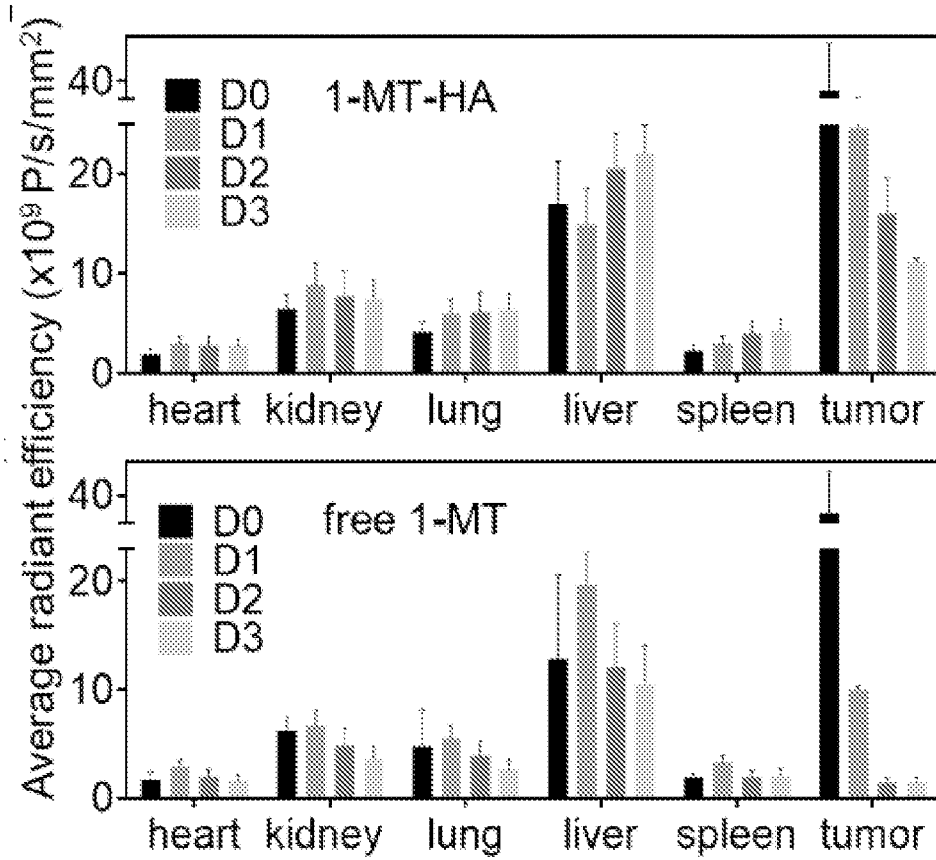 Average radiant efficiency (x10⁹ P/s/mm²)
40
20
10
0
D0
D1
D2
D3
1-MT-HA
heart kidney lung liver spleen tumor
40
20
10
0
D0
D1
D2
D3
free 1-MT
heart kidney lung liver spleen tumor